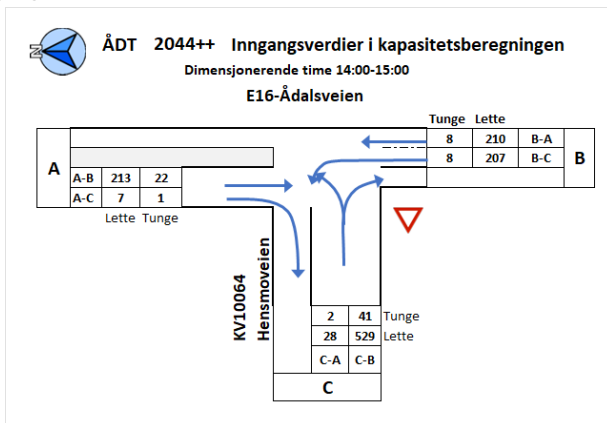 N
ÅDT 2044++ Inngangsverdier i kapasitetsberegningen
Dimensjonerende time 14:00-15:00
E16-Ådalsveien
Tunge Lette
8 210 B-A
8 207 B-C
B
A
A-B 213 22
A-C 7 1
Lette Tunge
KV10064
Hensmoveien
2 41 Tunge
28 529 Lette
C-A C-B
C